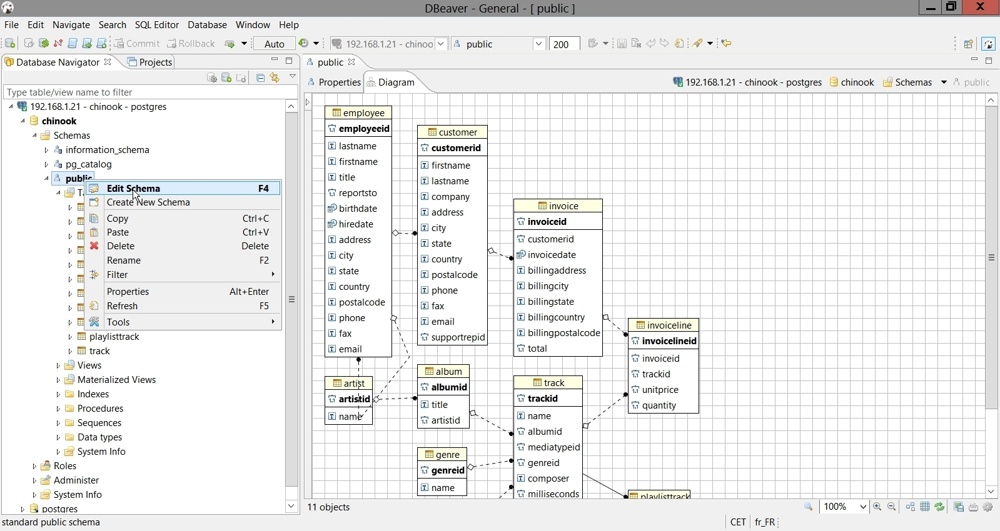 DBeaver - General - [ public ]
File Edit Navigate Search SQL Editor Database Window Help
Commit Rollback Auto 192.168.1.21 - chinoo public 200
Database Navigator Projects
Type table/view name to filter
192.168.1.21 - chinook - postgres
chinook
Schemas
information_schema
pg_catalog
public
Edit Schema F4
Create New Schema
Copy Ctrl+C
Paste Ctrl+V
Delete Delete
Rename F2
Filter
Properties Alt+Enter
Refresh F5
Tools
playlisttrack
track
Views
Materialized Views
Indexes
Procedures
Sequences
Data types
System Info
Roles
Administer
System Info
postgres
public
Properties Diagram
192.168.1.21 - chinook - postgres chinook Schemas public
employee
employeeid
lastname
firstname
title
reportsto
birthdate
hiredate
address
city
state
country
postalcode
phone
fax
email
customer
customerid
firstname
lastname
company
address
city
state
country
postalcode
phone
fax
email
supportrepid
invoice
invoiceid
customerid
invoicedate
billingaddress
billingcity
billingstate
billingcountry
billingpostalcode
total
invoiceline
invoicelineid
invoiceid
trackid
unitprice
quantity
artist
artistid
name
album
albumid
title
artistid
genre
genreid
name
track
trackid
name
albumid
mediatypeid
genreid
composer
milliseconds
playlisttrack
11 objects 100%
standard public schema CET fr_FR